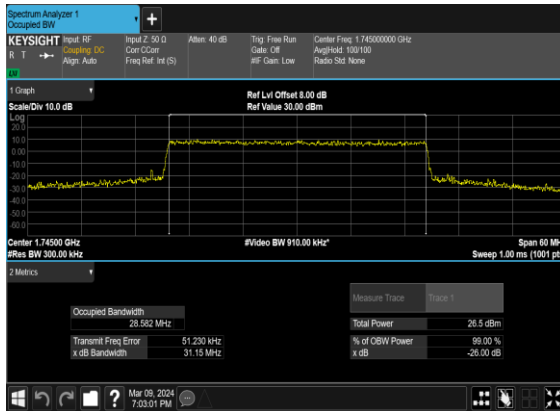 Spectrum Analyzer 1
Occupied BW
+
KEYSIGHT Input: RF Input Z: 50 Ω Atten: 40 dB Trig: Free Run Center Freq: 1.745000000 GHz
R T Coupling: DC Corr CCorr Gate: Off Avg|Hold: 100/100
Align: Auto Freq Ref: Int (S) #IF Gain: Low Radio Std: None
LXI
1 Graph Ref Lvl Offset 8.00 dB
Scale/Div 10.0 dB Ref Value 30.00 dBm
Log
20.0
10.0
0.00
-10.0
-20.0
-30.0
-40.0
-50.0
-60.0
Center 1.74500 GHz #Video BW 910.00 kHz* Span 60 MH
#Res BW 300.00 kHz Sweep 1.00 ms (1001 pt
2 Metrics
Measure Trace Trace 1
Occupied Bandwidth
28.582 MHz Total Power 26.5 dBm
Transmit Freq Error 51.230 kHz % of OBW Power 99.00 %
x dB Bandwidth 31.15 MHz x dB -26.00 dB
? Mar 09, 2024
7:03:01 PM